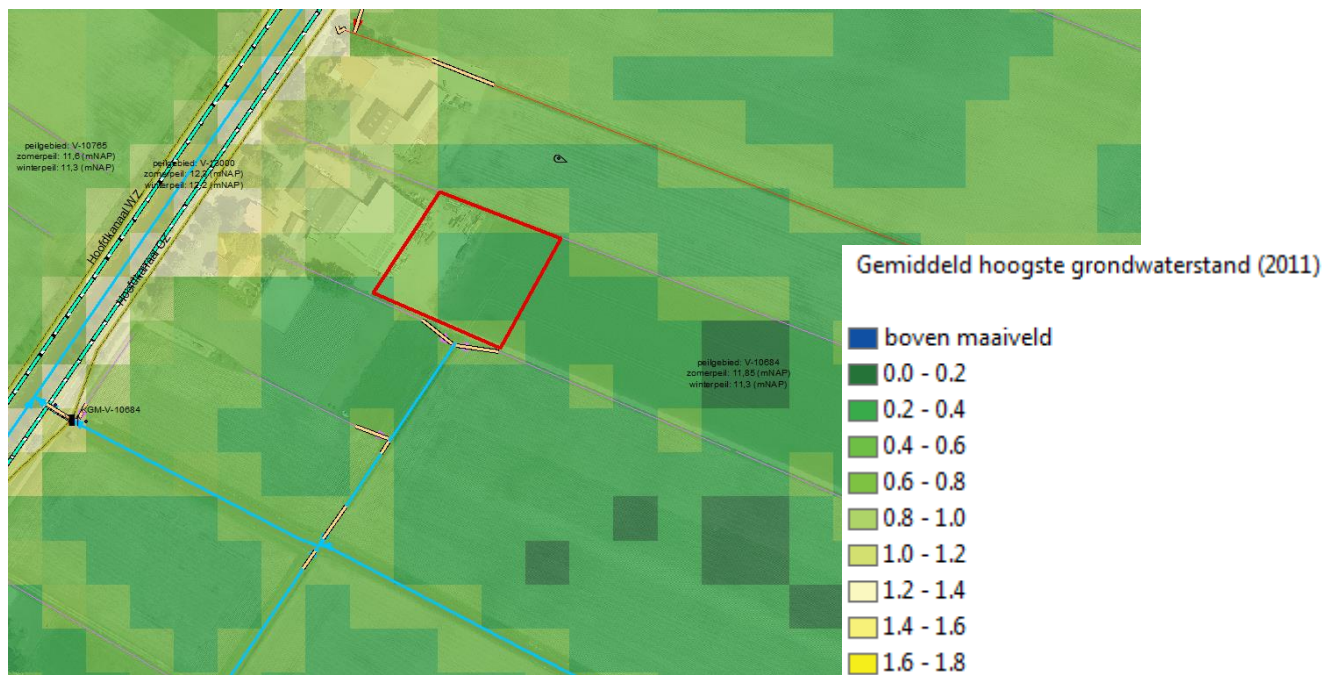 peilgebied: V-10765
zomerpeil: 11,6 (mNAP)
winterpeil: 11,3 (mNAP)
peilgebied: V-13000
zomerpeil: 12,2 (mNAP)
winterpeil: 12,2 (mNAP)
Hoofdkanaal WZ
Hoofdkanaal OZ
KGM-V-10684
peilgebied: V-10684
zomerpeil: 11,85 (mNAP)
winterpeil: 11,3 (mNAP)
Gemiddeld hoogste grondwaterstand (2011)
boven maaiveld
0.0 - 0.2
0.2 - 0.4
0.4 - 0.6
0.6 - 0.8
0.8 - 1.0
1.0 - 1.2
1.2 - 1.4
1.4 - 1.6
1.6 - 1.8